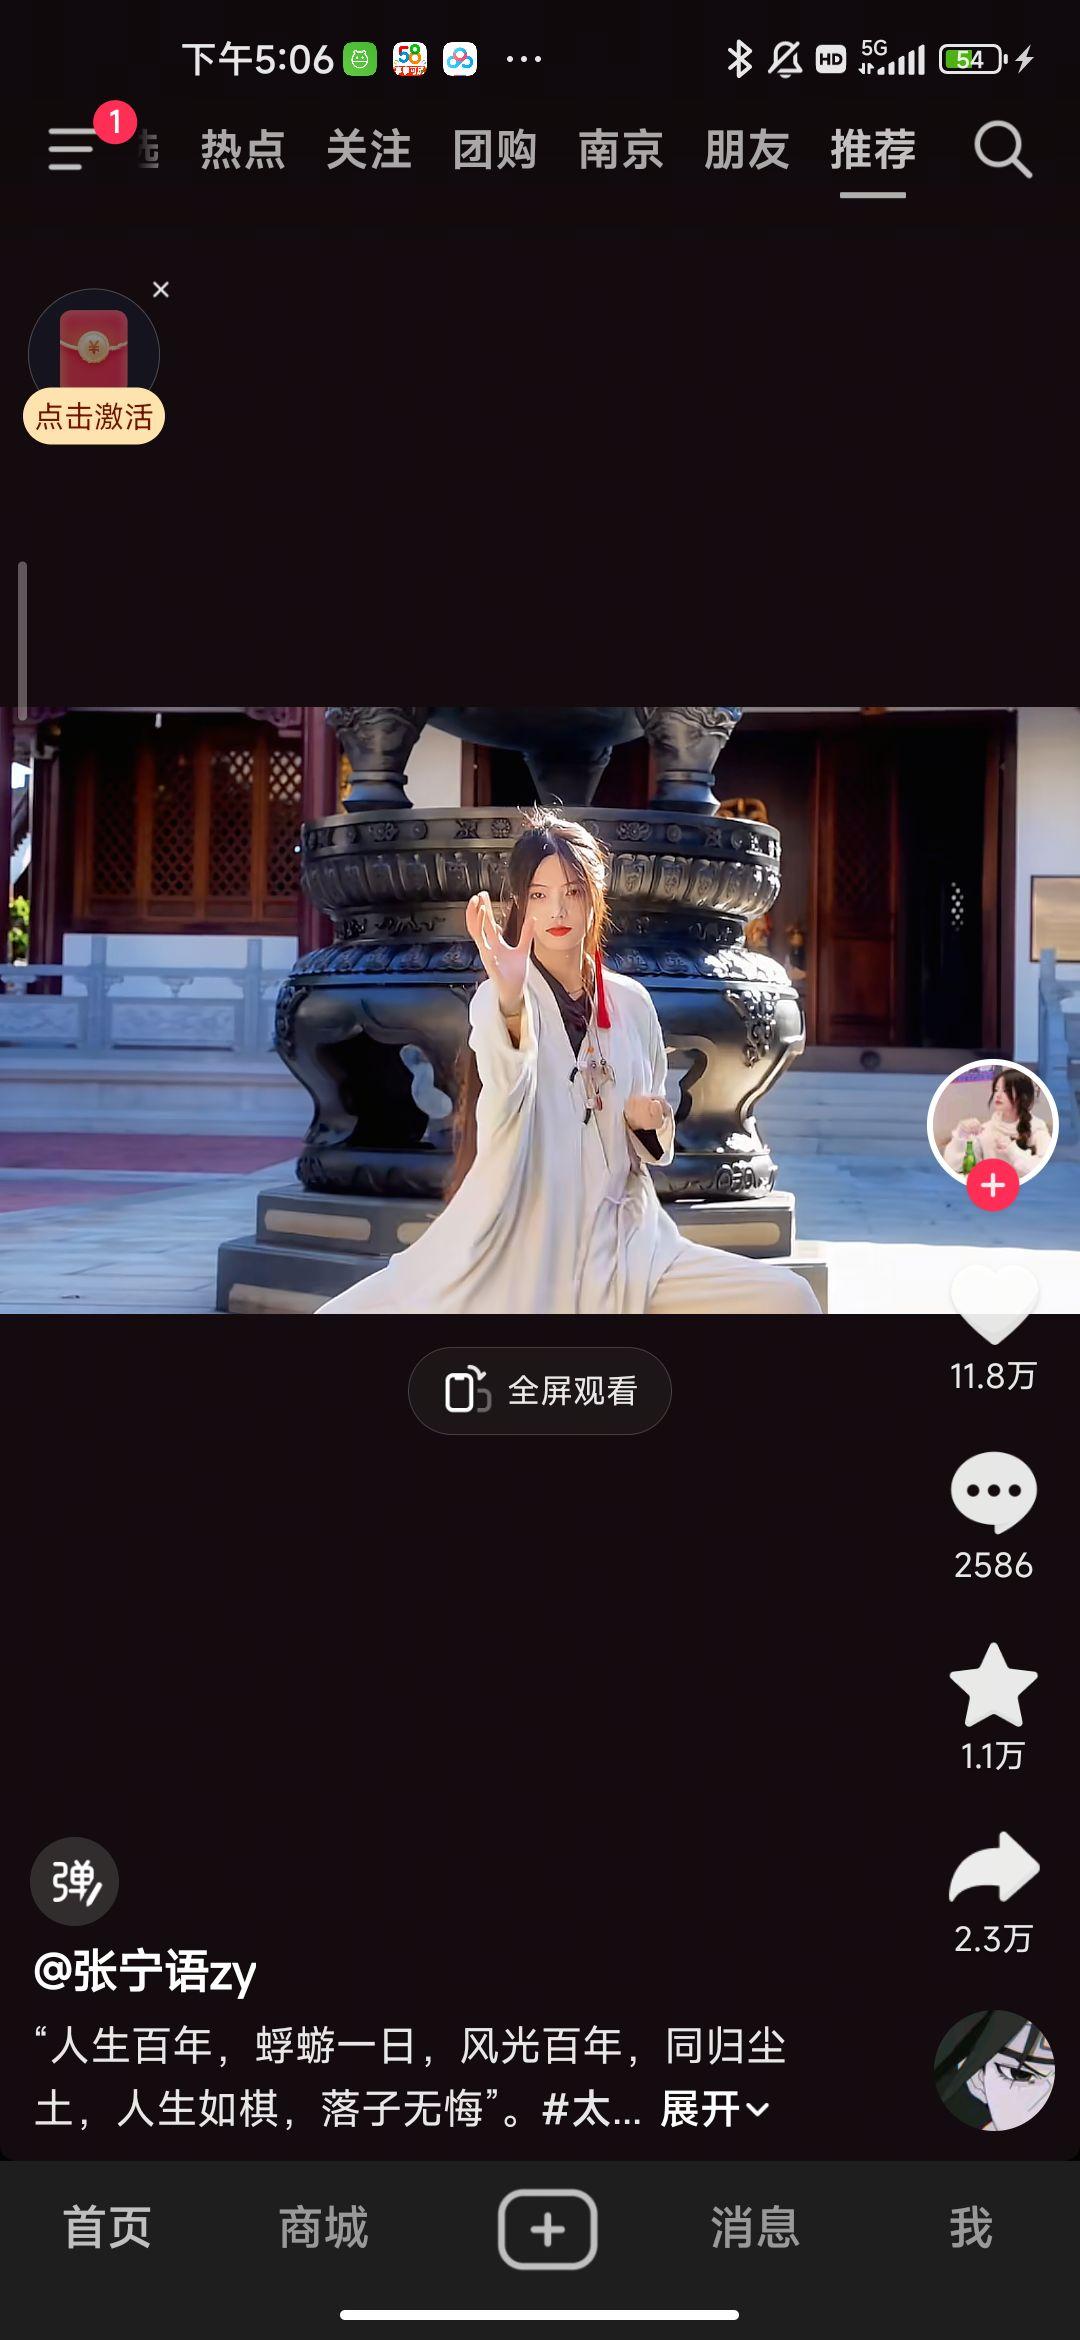 下午5:06
58
HD
5G
54
1
选 热点 关注 团购 南京 朋友 推荐
¥
点击激活
全屏观看
11.8万
2586
1.1万
2.3万
弹
@张宁语zy
“人生百年，蜉蝣一日，风光百年，同归尘
土，人生如棋，落子无悔”。#太... 展开
首页 商城 消息 我